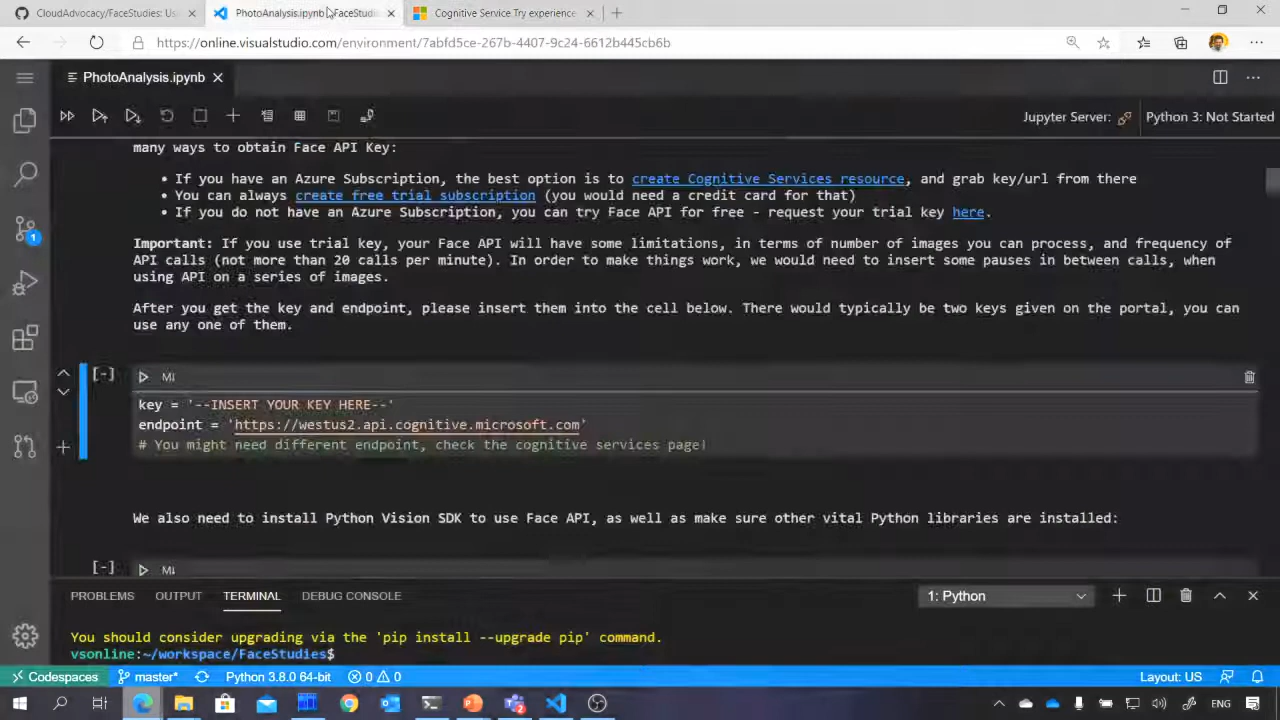 CloudAdvocacy/FaceStudies: Us
PhotoAnalysis.ipynb - FaceStudie
Cognitive Service Try experience
https://online.visualstudio.com/environment/7abfd5ce-267b-4407-9c24-6612b445cb6b
PhotoAnalysis.ipynb
Jupyter Server:
Python 3: Not Started
many ways to obtain Face API Key:
• If you have an Azure Subscription, the best option is to create Cognitive Services resource, and grab key/url from there
• You can always create free trial subscription (you would need a credit card for that)
• If you do not have an Azure Subscription, you can try Face API for free - request your trial key here.
Important: If you use trial key, your Face API will have some limitations, in terms of number of images you can process, and frequency of
API calls (not more than 20 calls per minute). In order to make things work, we would need to insert some pauses in between calls, when
using API on a series of images.
After you get the key and endpoint, please insert them into the cell below. There would typically be two keys given on the portal, you can
use any one of them.
[-]
M↓
key = '--INSERT YOUR KEY HERE--'
endpoint = 'https://westus2.api.cognitive.microsoft.com'
# You might need different endpoint, check the cognitive services page!
We also need to install Python Vision SDK to use Face API, as well as make sure other vital Python libraries are installed:
[-]
M↓
PROBLEMS OUTPUT TERMINAL DEBUG CONSOLE
1: Python
You should consider upgrading via the 'pip install --upgrade pip' command.
vsonline:~/workspace/FaceStudies$
Codespaces master* Python 3.8.0 64-bit 0 0 Layout: US
ENG